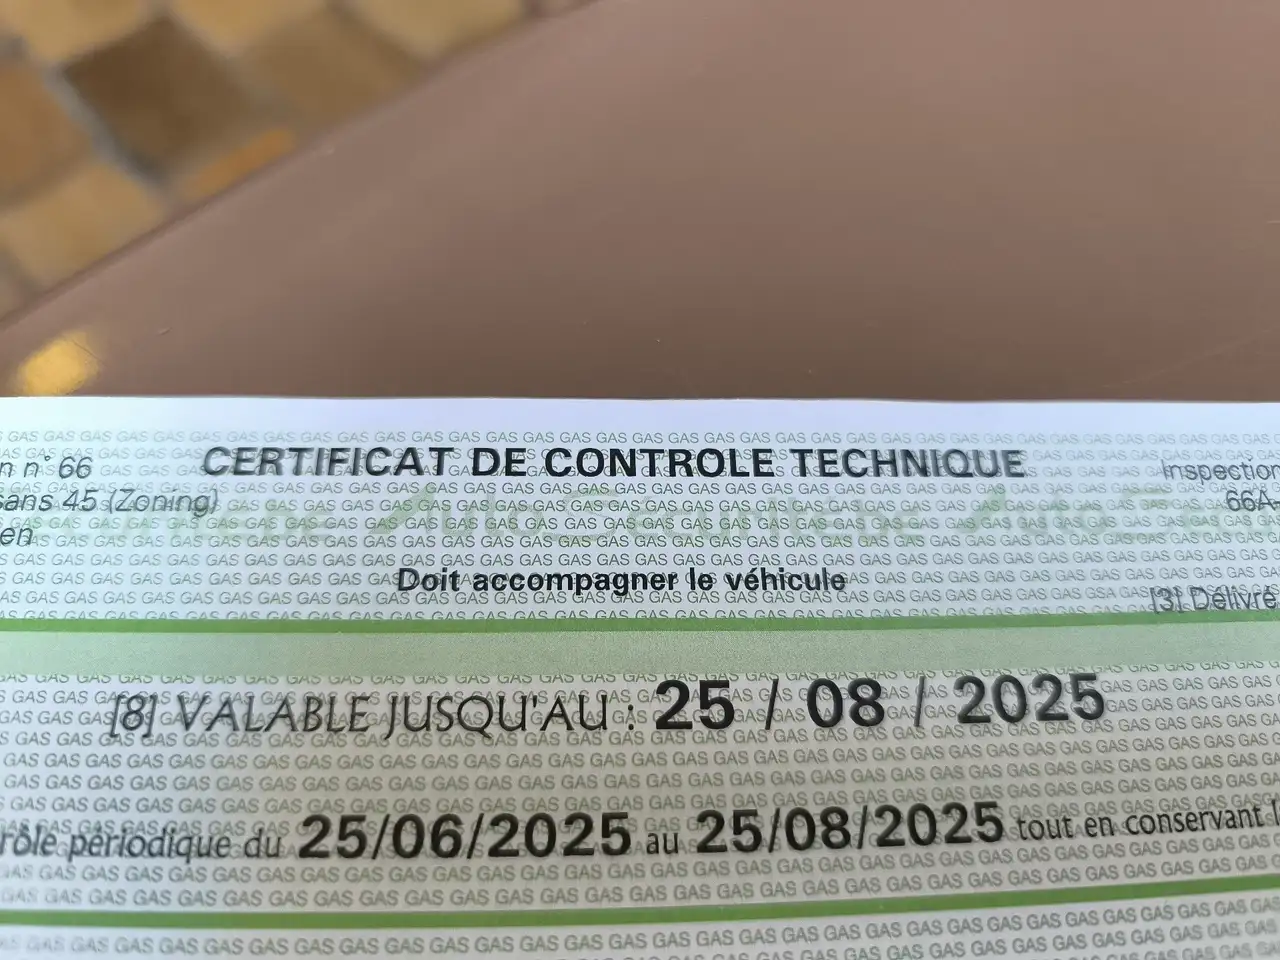 n n° 66
CERTIFICAT DE CONTROLE TECHNIQUE
Inspection
sans 45 (Zoning)
66A-
en
Doit accompagner le véhicule
[3] Délivré
[8] VALABLE JUSQU'AU : 25 / 08 / 2025
rôle périodique du 25/06/2025 au 25/08/2025 tout en conservant l